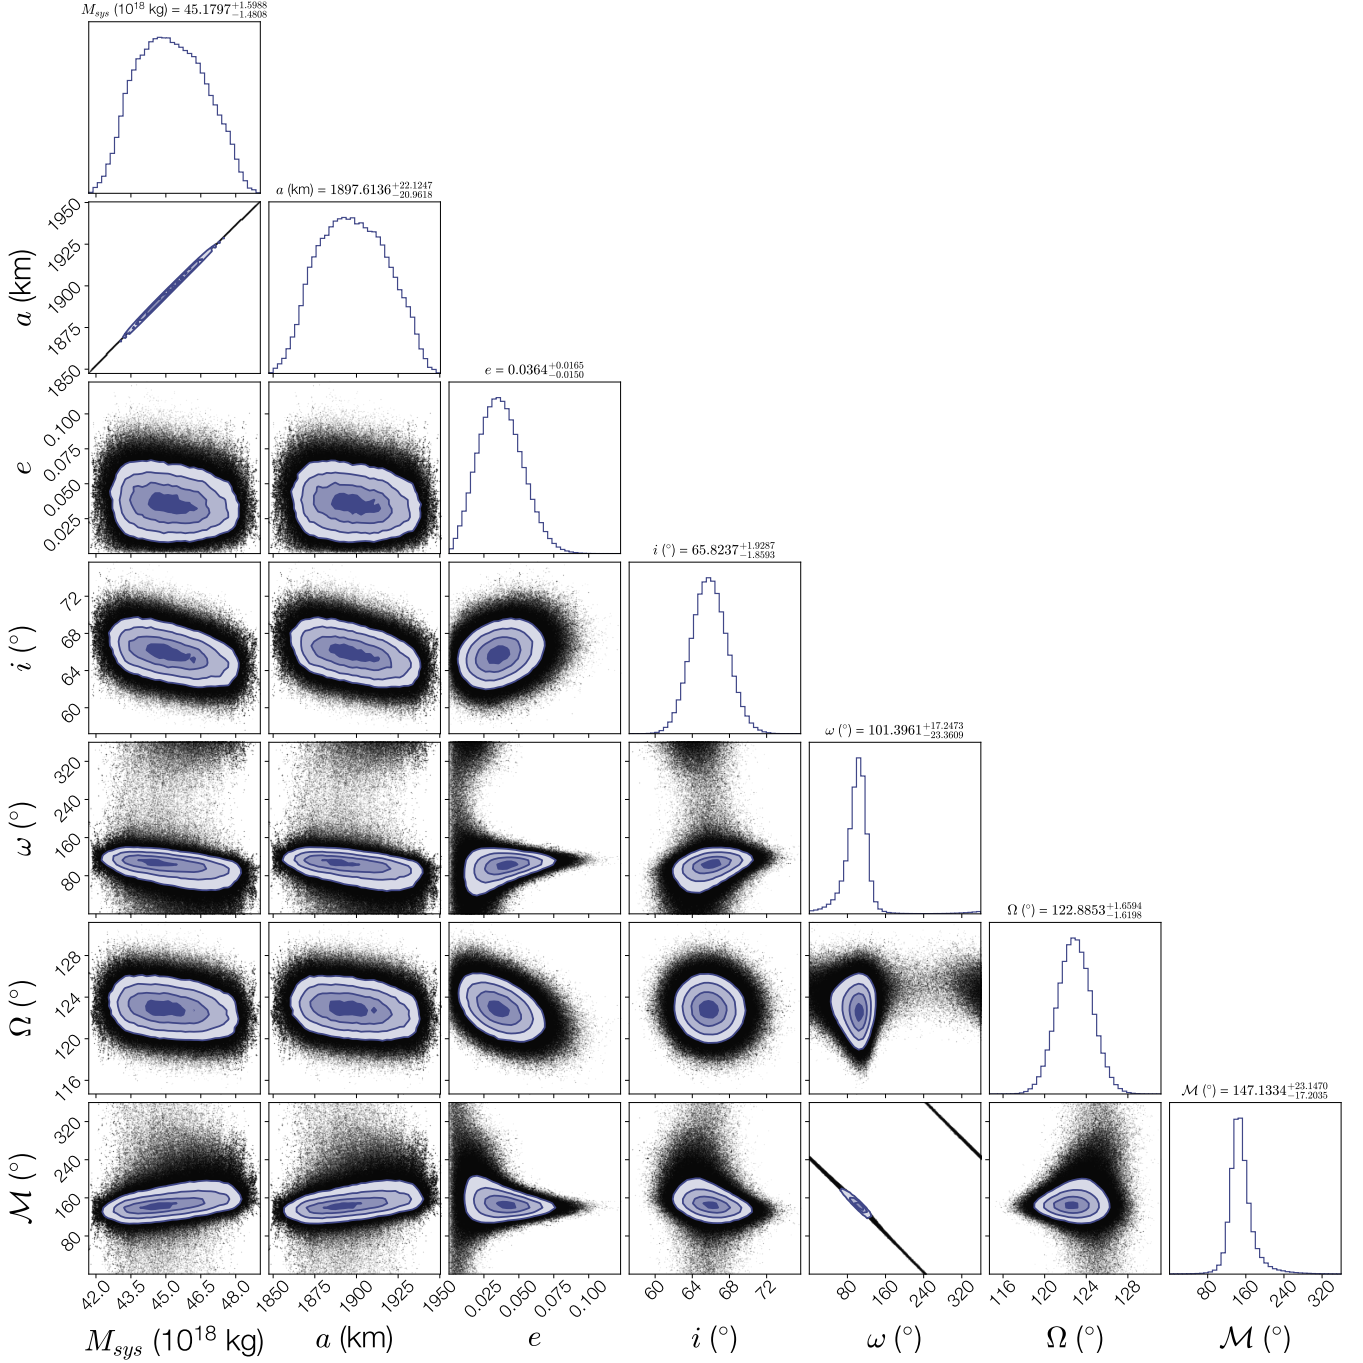 M_sys (10^18 kg) = 45.1797 +1.5988 −1.4808
a (km) = 1897.6136 +22.1247 −20.9618
1950
1925
1900
1875
1850
a (km)
e = 0.0364 +0.0165 −0.0150
0.100
0.075
0.050
0.025
e
i (°) = 65.8237 +1.9287 −1.8593
72
68
64
60
i (°)
ω (°) = 101.3961 +17.2473 −23.3609
320
240
160
80
ω (°)
Ω (°) = 122.8853 +1.6594 −1.6198
128
124
120
116
Ω (°)
ℳ (°) = 147.1334 +23.1470 −17.2035
320
240
160
80
ℳ (°)
42.0 43.5 45.0 46.5 48.0 1850 1875 1900 1925 1950 0.025 0.050 0.075 0.100 60 64 68 72 80 160 240 320 116 120 124 128 80 160 240 320
M_sys (10^18 kg) a (km) e i (°) ω (°) Ω (°) ℳ (°)